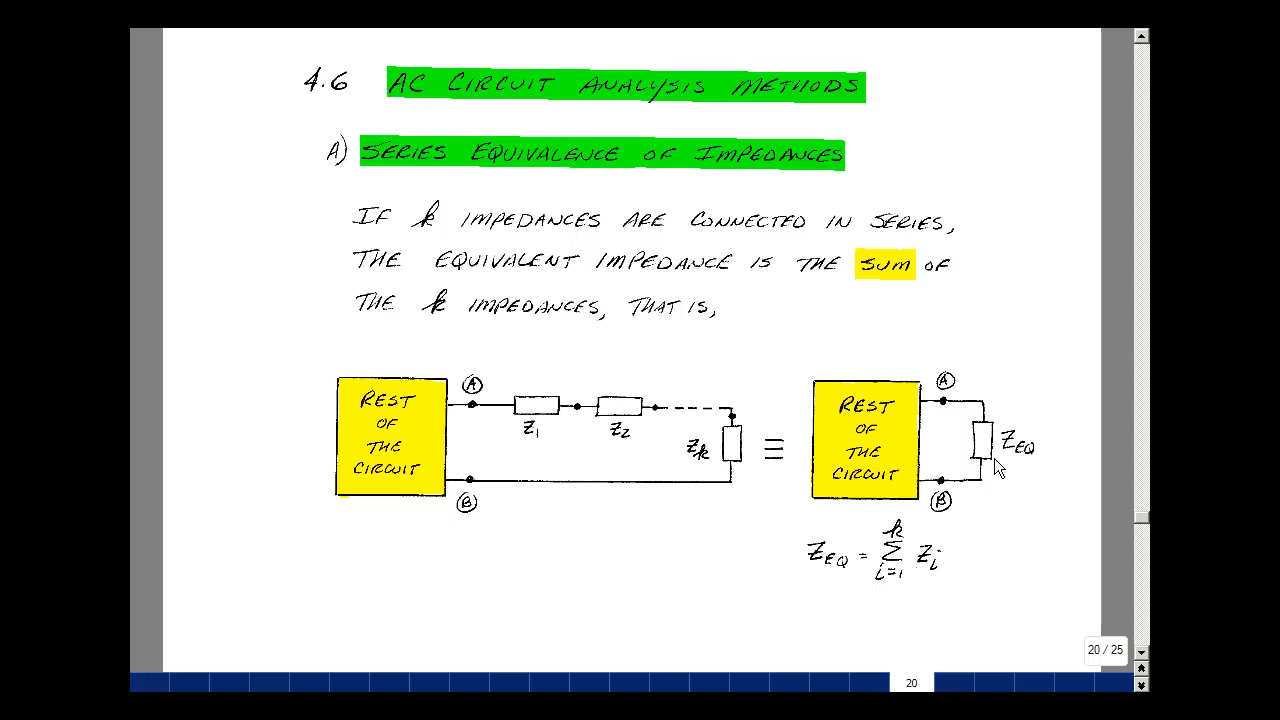 4.6 AC CIRCUIT ANALYSIS METHODS
A) SERIES EQUIVALENCE OF IMPEDANCES
IF k IMPEDANCES ARE CONNECTED IN SERIES,
THE EQUIVALENT IMPEDANCE IS THE SUM OF
THE k IMPEDANCES, THAT IS,
REST
OF
THE
CIRCUIT
A
B
Z1
Z2
Zk
≡
REST
OF
THE
CIRCUIT
A
B
ZEQ
ZEQ = k Σ i=1 Zi
20 / 25
20